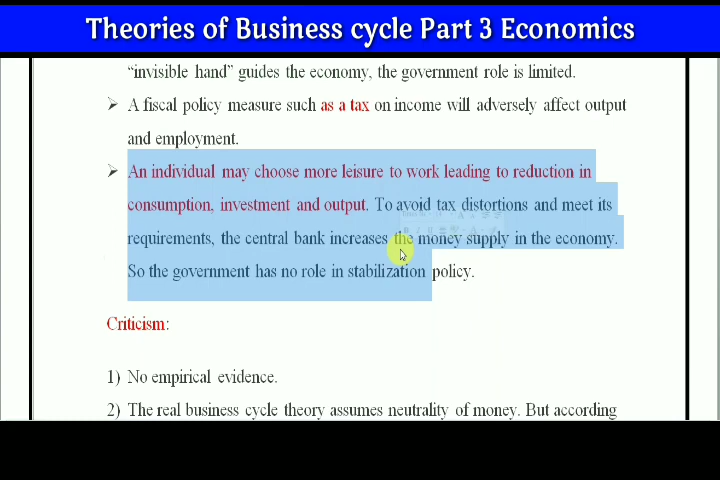 Theories of Business cycle Part 3 Economics
“invisible hand” guides the economy, the government role is limited.
➤ A fiscal policy measure such as a tax on income will adversely affect output
and employment.
➤ An individual may choose more leisure to work leading to reduction in
consumption, investment and output. To avoid tax distortions and meet its
requirements, the central bank increases the money supply in the economy.
So the government has no role in stabilization policy.
Criticism:
1) No empirical evidence.
2) The real business cycle theory assumes neutrality of money. But according